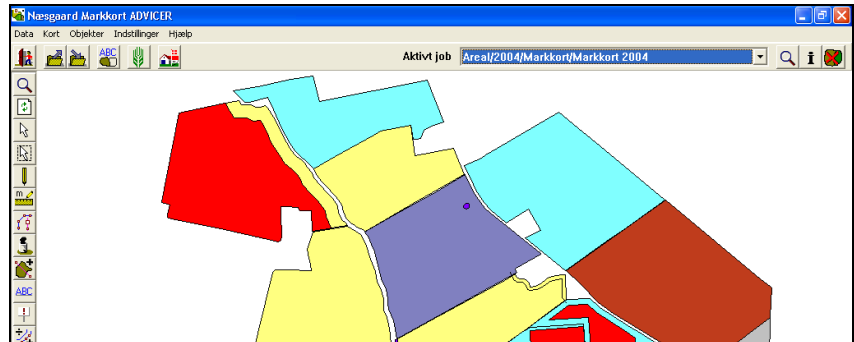 Næsgaard Markkort ADVICER
Data Kort Objekter Indstillinger Hjælp
ABC
Aktivt job Areal/2004/Markkort/Markkort 2004
i
m
ABC